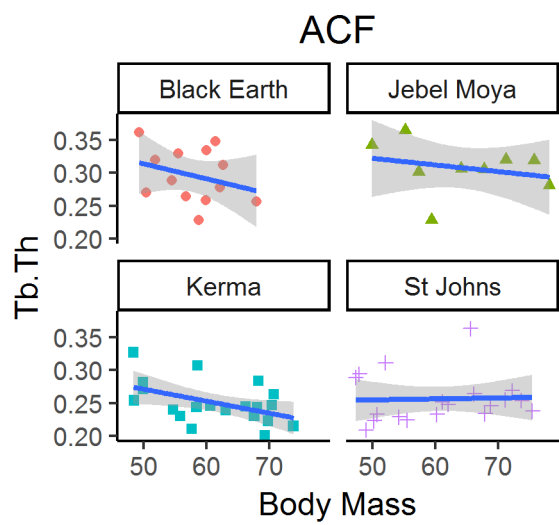 ACF
Black Earth
Jebel Moya
0.35
0.30
0.25
0.20
Tb.Th
Kerma
St Johns
0.35
0.30
0.25
0.20
50 60 70
50 60 70
Body Mass